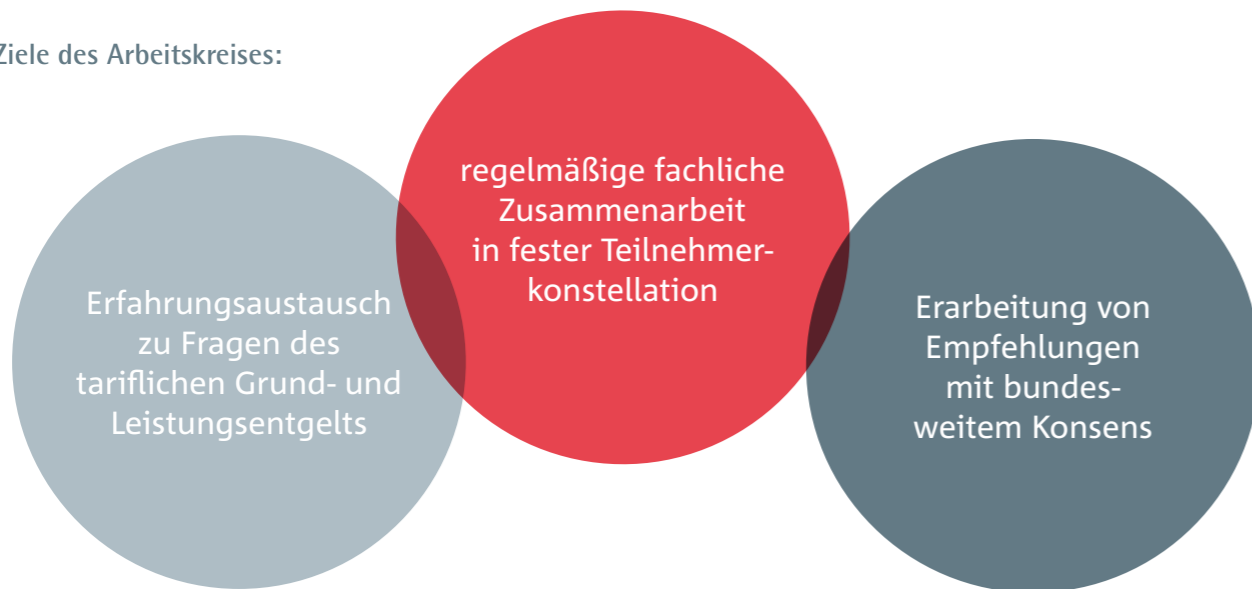 Ziele des Arbeitskreises:
regelmäßige fachliche
Zusammenarbeit
in fester Teilnehmer-
konstellation
Erfahrungsaustausch
zu Fragen des
tariflichen Grund- und
Leistungsentgelts
Erarbeitung von
Empfehlungen
mit bundes-
weitem Konsens